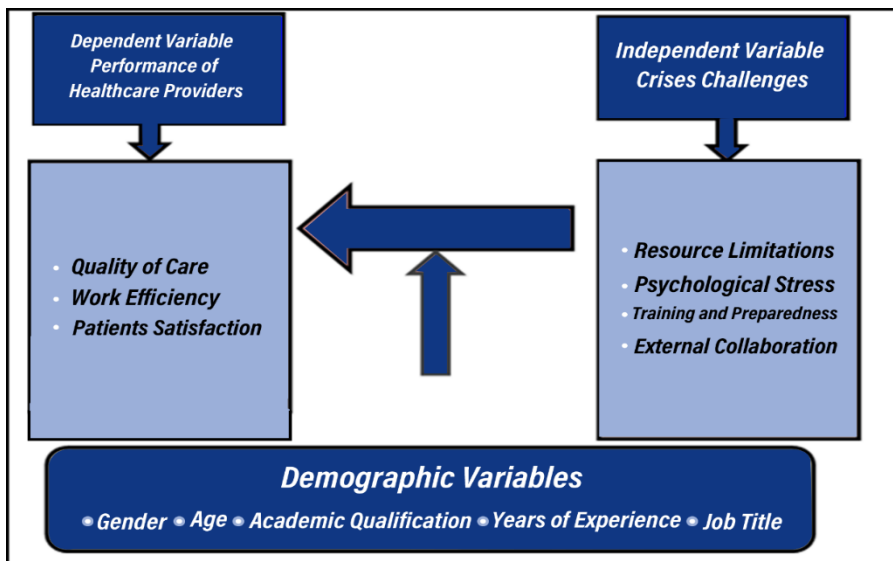 Dependent Variable
Performance of
Healthcare Providers
Independent Variable
Crises Challenges
• Quality of Care
• Work Efficiency
• Patients Satisfaction
• Resource Limitations
• Psychological Stress
• Training and Preparedness
• External Collaboration
Demographic Variables
• Gender • Age • Academic Qualification • Years of Experience • Job Title